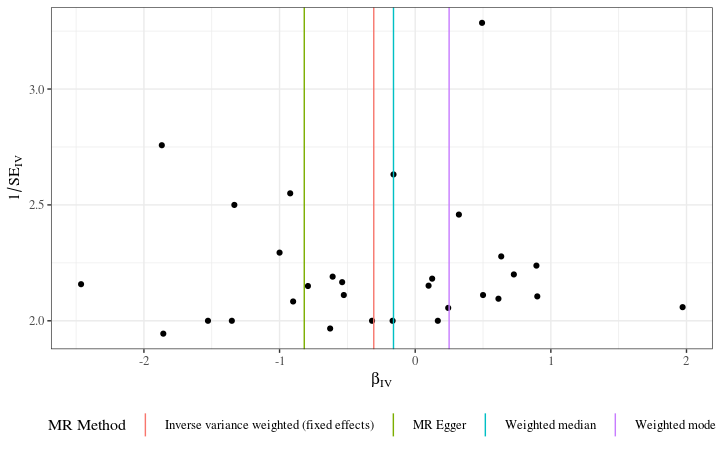 1/SE_IV
3.0
2.5
2.0
-2 -1 0 1 2
β_IV
MR Method Inverse variance weighted (fixed effects) MR Egger Weighted median Weighted mode